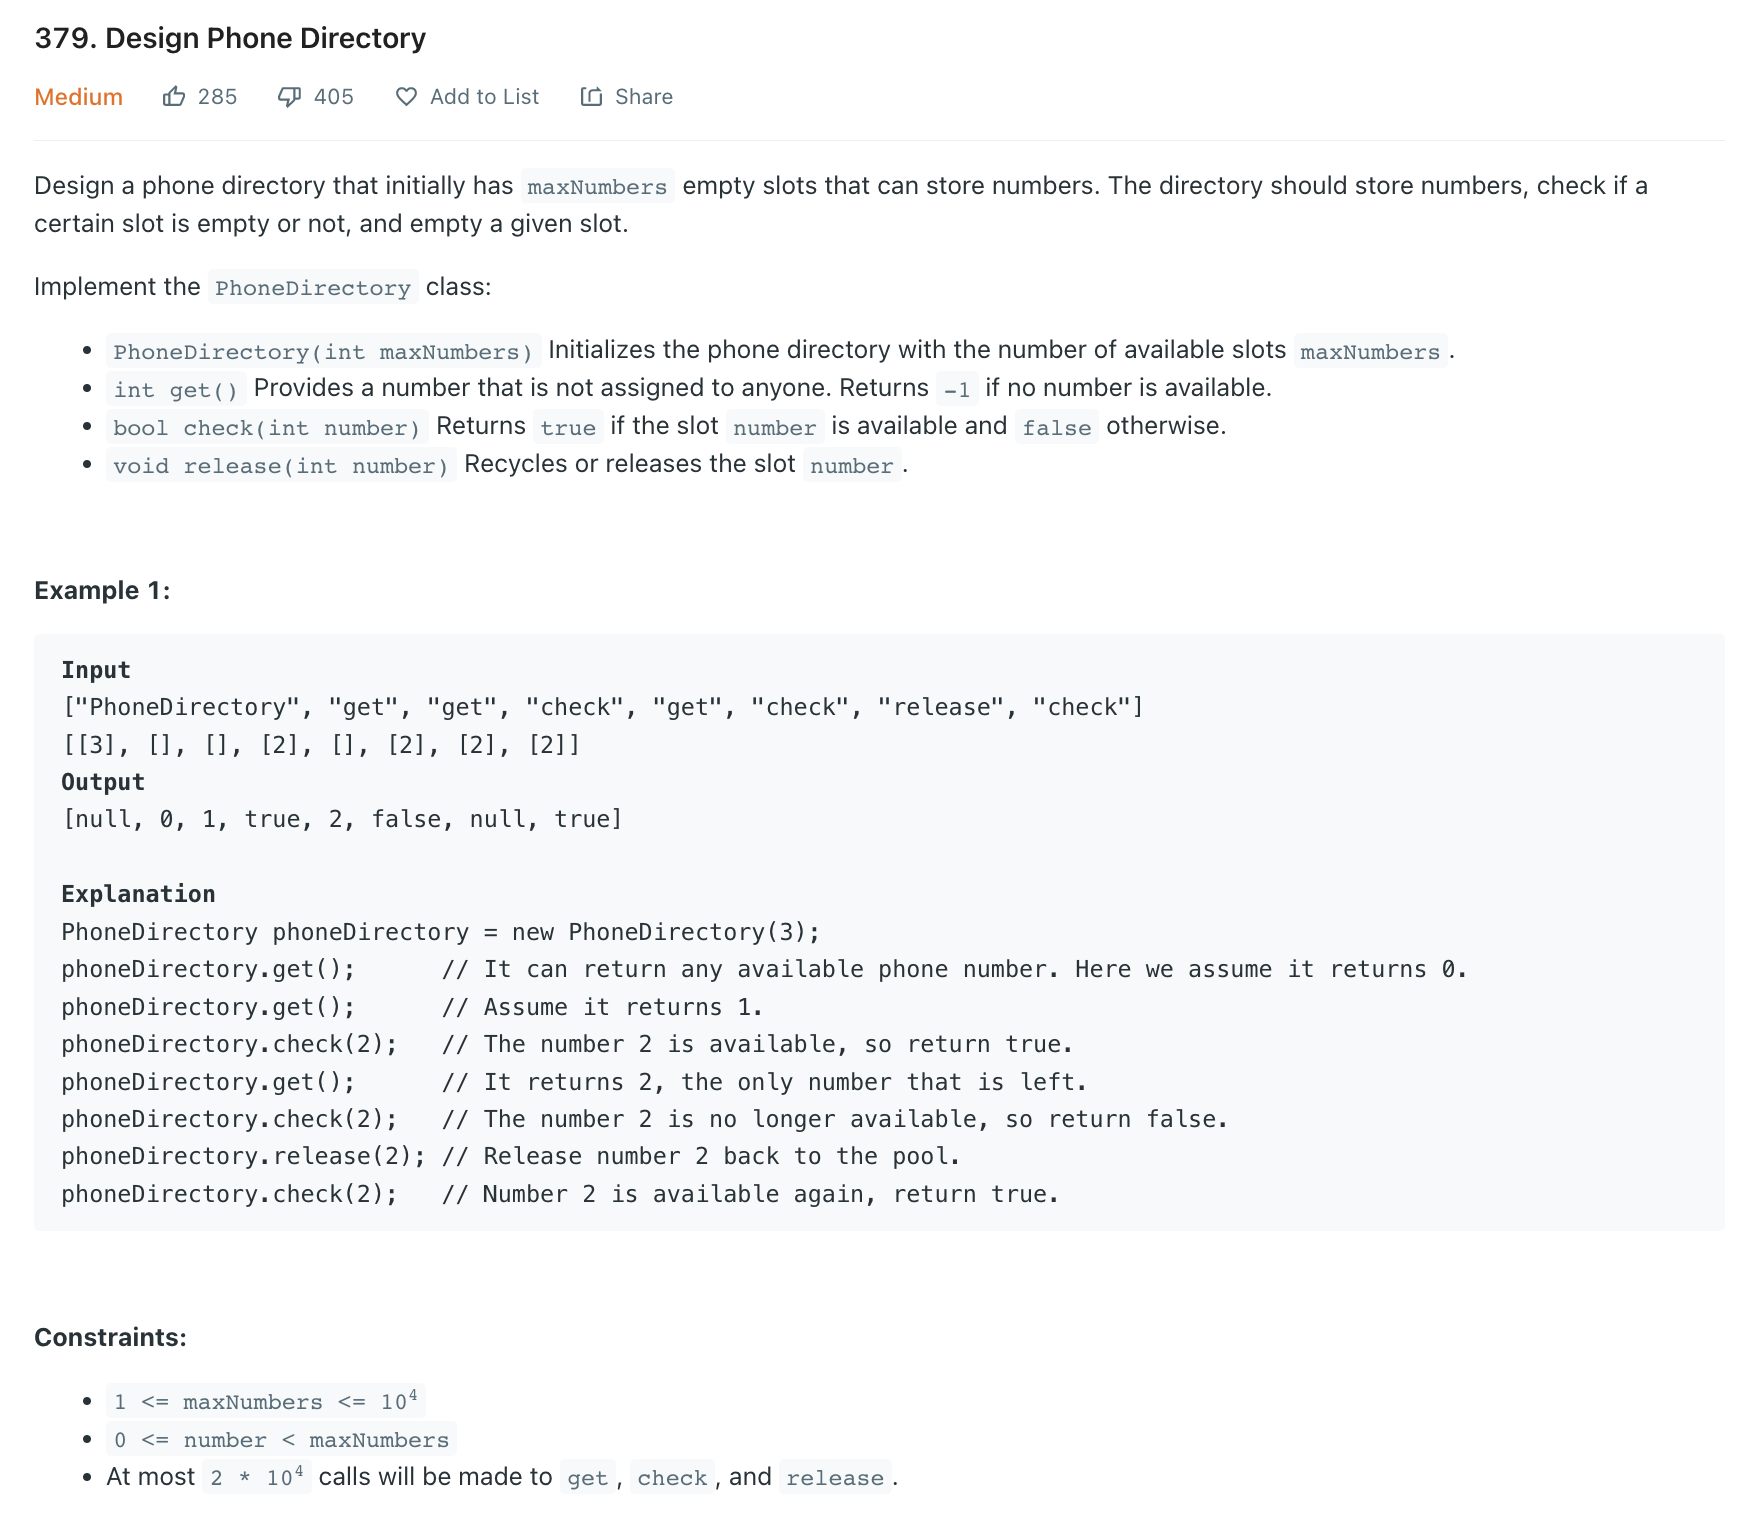 379. Design Phone Directory
Medium 285 405 Add to List Share
Design a phone directory that initially has maxNumbers empty slots that can store numbers. The directory should store numbers, check if a
certain slot is empty or not, and empty a given slot.
Implement the PhoneDirectory class:
• PhoneDirectory(int maxNumbers) Initializes the phone directory with the number of available slots maxNumbers .
• int get() Provides a number that is not assigned to anyone. Returns -1 if no number is available.
• bool check(int number) Returns true if the slot number is available and false otherwise.
• void release(int number) Recycles or releases the slot number .
Example 1:
Input
["PhoneDirectory", "get", "get", "check", "get", "check", "release", "check"]
[[3], [], [], [2], [], [2], [2], [2]]
Output
[null, 0, 1, true, 2, false, null, true]
Explanation
PhoneDirectory phoneDirectory = new PhoneDirectory(3);
phoneDirectory.get();      // It can return any available phone number. Here we assume it returns 0.
phoneDirectory.get();      // Assume it returns 1.
phoneDirectory.check(2);   // The number 2 is available, so return true.
phoneDirectory.get();      // It returns 2, the only number that is left.
phoneDirectory.check(2);   // The number 2 is no longer available, so return false.
phoneDirectory.release(2); // Release number 2 back to the pool.
phoneDirectory.check(2);   // Number 2 is available again, return true.
Constraints:
• 1 <= maxNumbers <= 10⁴
• 0 <= number < maxNumbers
• At most 2 * 10⁴ calls will be made to get , check , and release .